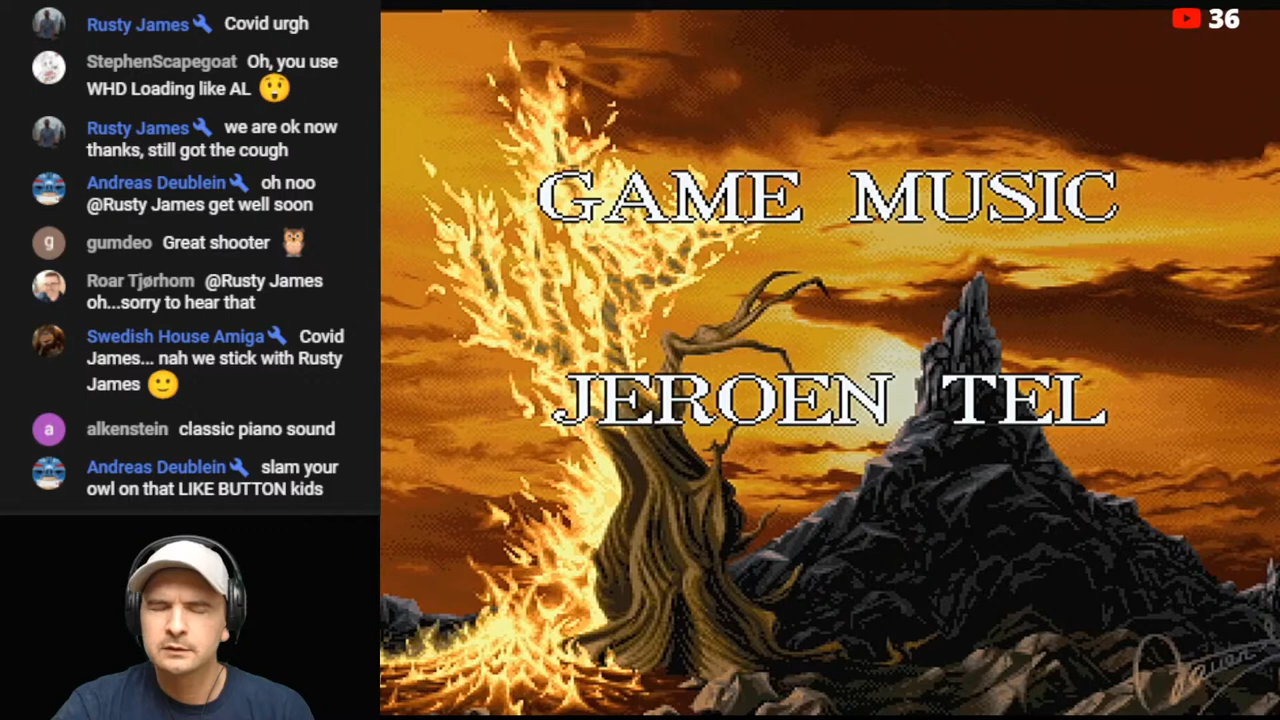 Rusty James Covid urgh
StephenScapegoat Oh, you use
WHD Loading like AL
Rusty James we are ok now
thanks, still got the cough
Andreas Deublein oh noo
@Rusty James get well soon
g gumdeo Great shooter
Roar Tjørhom @Rusty James
oh...sorry to hear that
Swedish House Amiga Covid
James... nah we stick with Rusty
James
a alkenstein classic piano sound
Andreas Deublein slam your
owl on that LIKE BUTTON kids
36
GAME MUSIC
JEROEN TEL